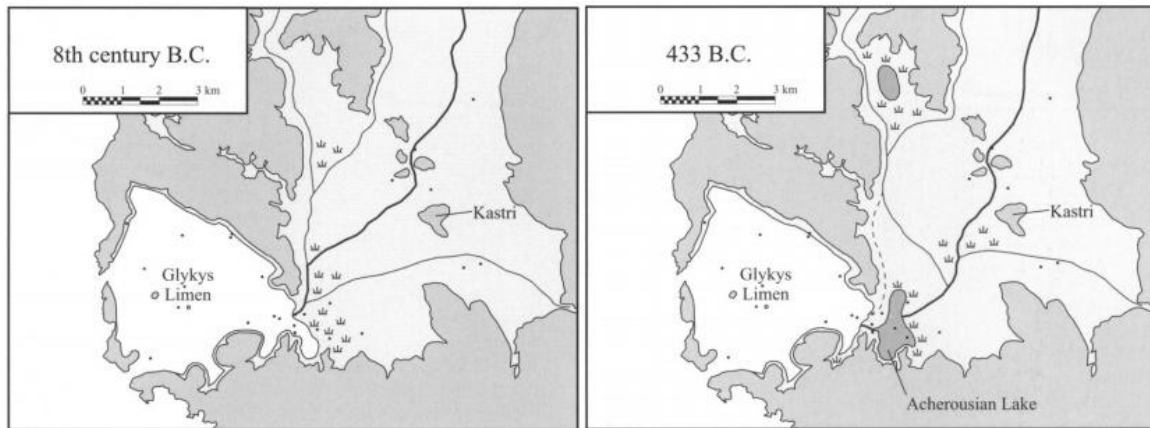 8th century B.C.
0 1 2 3 km
Kastri
Glykys
Limen
433 B.C.
0 1 2 3 km
Kastri
Glykys
Limen
Acherousian Lake